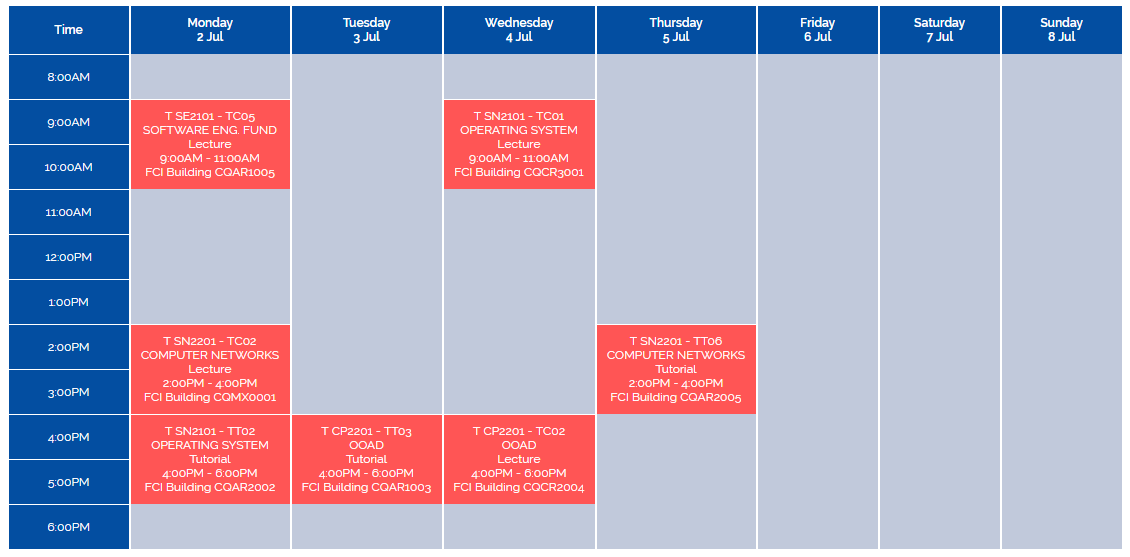 Time
Monday
2 Jul
Tuesday
3 Jul
Wednesday
4 Jul
Thursday
5 Jul
Friday
6 Jul
Saturday
7 Jul
Sunday
8 Jul
8:00AM
9:00AM
10:00AM
11:00AM
12:00PM
1:00PM
2:00PM
3:00PM
4:00PM
5:00PM
6:00PM
T SE2101 - TC05
SOFTWARE ENG. FUND
Lecture
9:00AM - 11:00AM
FCI Building CQAR1005
T SN2201 - TC02
COMPUTER NETWORKS
Lecture
2:00PM - 4:00PM
FCI Building CQMX0001
T SN2101 - TT02
OPERATING SYSTEM
Tutorial
4:00PM - 6:00PM
FCI Building CQAR2002
T CP2201 - TT03
OOAD
Tutorial
4:00PM - 6:00PM
FCI Building CQAR1003
T SN2101 - TC01
OPERATING SYSTEM
Lecture
9:00AM - 11:00AM
FCI Building CQCR3001
T CP2201 - TC02
OOAD
Lecture
4:00PM - 6:00PM
FCI Building CQCR2004
T SN2201 - TT06
COMPUTER NETWORKS
Tutorial
2:00PM - 4:00PM
FCI Building CQAR2005